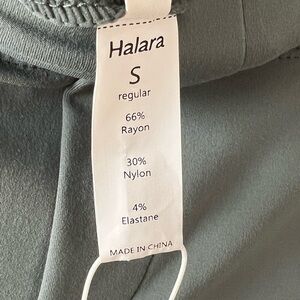 Halara
S
regular
66%
Rayon
30%
Nylon
4%
Elastane
MADE IN CHINA